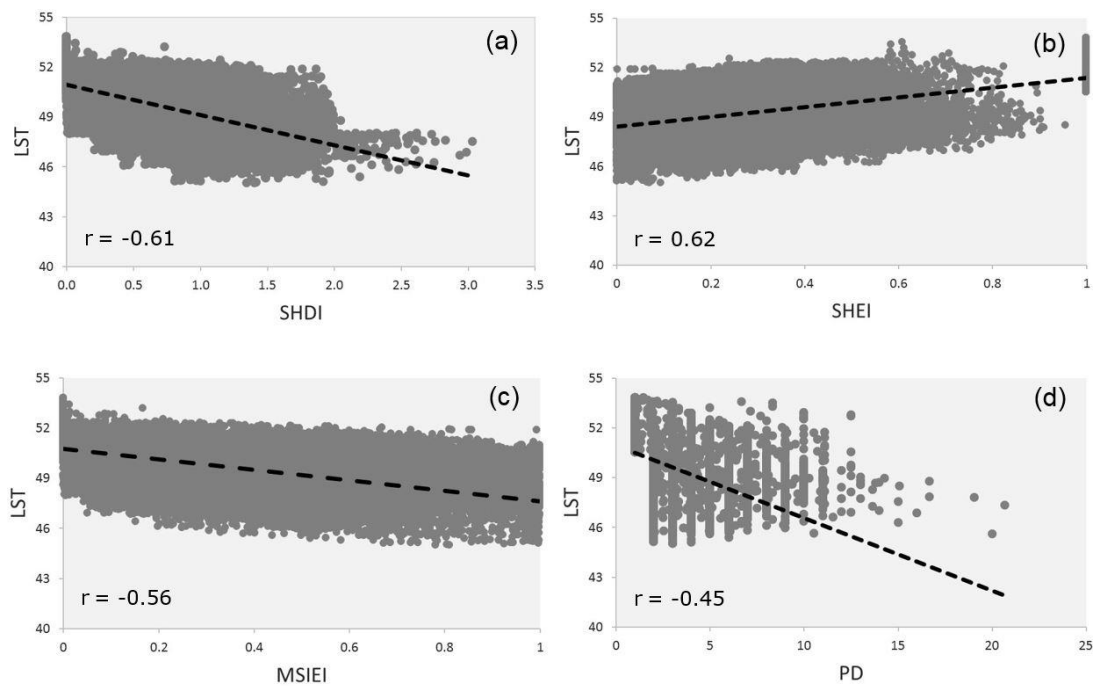 (a)
55
52
49
46
43
40
LST
r = -0.61
0.0 0.5 1.0 1.5 2.0 2.5 3.0 3.5
SHDI
(b)
55
52
49
46
43
40
LST
r = 0.62
0 0.2 0.4 0.6 0.8 1
SHEI
(c)
55
52
49
46
43
40
LST
r = -0.56
0 0.2 0.4 0.6 0.8 1
MSIEI
(d)
55
52
49
46
43
40
LST
r = -0.45
0 5 10 15 20 25
PD